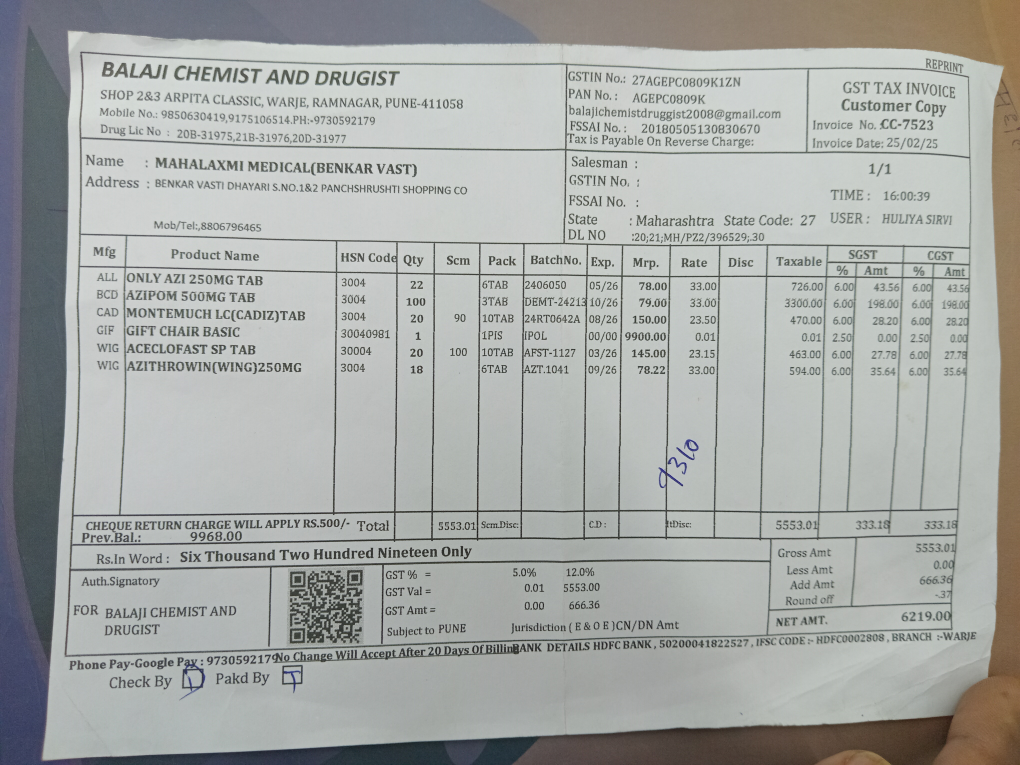 REPRINT
BALAJI CHEMIST AND DRUGIST
SHOP 2&3 ARPITA CLASSIC, WARJE, RAMNAGAR, PUNE-411058
Mobile No.: 9850630419,9175106514.PH:-9730592179
Drug Lic No : 20B-31975,21B-31976,20D-31977
GSTIN No.: 27AGEPC0809K1ZN
PAN No.: AGEPC0809K
balajichemistdruggist2008@gmail.com
FSSAI No.: 20180505130830670
Tax is Payable On Reverse Charge:
GST TAX INVOICE
Customer Copy
Invoice No. CC-7523
Invoice Date: 25/02/25
Name : MAHALAXMI MEDICAL(BENKAR VAST)
Address : BENKAR VASTI DHAYARI S.NO.1&2 PANCHSHRUSHTI SHOPPING CO
Mob/Tel:,8806796465
Salesman :
GSTIN No. :
FSSAI No. :
State : Maharashtra State Code: 27
DL NO :20;21;MH/PZ2/396529;.30
1/1
TIME : 16:00:39
USER : HULIYA SIRVI
Mfg Product Name HSN Code Qty Scm Pack BatchNo. Exp. Mrp. Rate Disc Taxable SGST CGST
% Amt % Amt
ALL ONLY AZI 250MG TAB 3004 22 6TAB 2406050 05/26 78.00 33.00 726.00 6.00 43.56 6.00 43.56
BCD AZIPOM 500MG TAB 3004 100 3TAB DEMT-24213 10/26 79.00 33.00 3300.00 6.00 198.00 6.00 198.00
CAD MONTEMUCH LC(CADIZ)TAB 3004 20 90 10TAB 24RT0642A 08/26 150.00 23.50 470.00 6.00 28.20 6.00 28.20
GIF GIFT CHAIR BASIC 30040981 1 1PIS IPOL 00/00 9900.00 0.01 0.01 2.50 0.00 2.50 0.00
WIG ACECLOFAST SP TAB 30004 20 100 10TAB AFST-1127 03/26 145.00 23.15 463.00 6.00 27.78 6.00 27.78
WIG AZITHROWIN(WING)250MG 3004 18 6TAB AZT.1041 09/26 78.22 33.00 594.00 6.00 35.64 6.00 35.64
9310
CHEQUE RETURN CHARGE WILL APPLY RS.500/- Total 5553.01 Scm.Disc: C.D : ltDisc: 5553.01 333.18 333.18
Prev.Bal.: 9968.00
Rs.In Word : Six Thousand Two Hundred Nineteen Only
Auth.Signatory
FOR BALAJI CHEMIST AND
DRUGIST
GST % = 5.0% 12.0%
GST Val = 0.01 5553.00
GST Amt = 0.00 666.36
Subject to PUNE Jurisdiction ( E & O E )CN/DN Amt
Gross Amt 5553.01
Less Amt 0.00
Add Amt 666.36
Round off -.37
NET AMT. 6219.00
Phone Pay-Google Pay : 9730592179 No Change Will Accept After 20 Days Of Billing BANK DETAILS HDFC BANK , 50200041822527 , IFSC CODE :- HDFC0002808 , BRANCH :-WARJE
Check By Pakd By